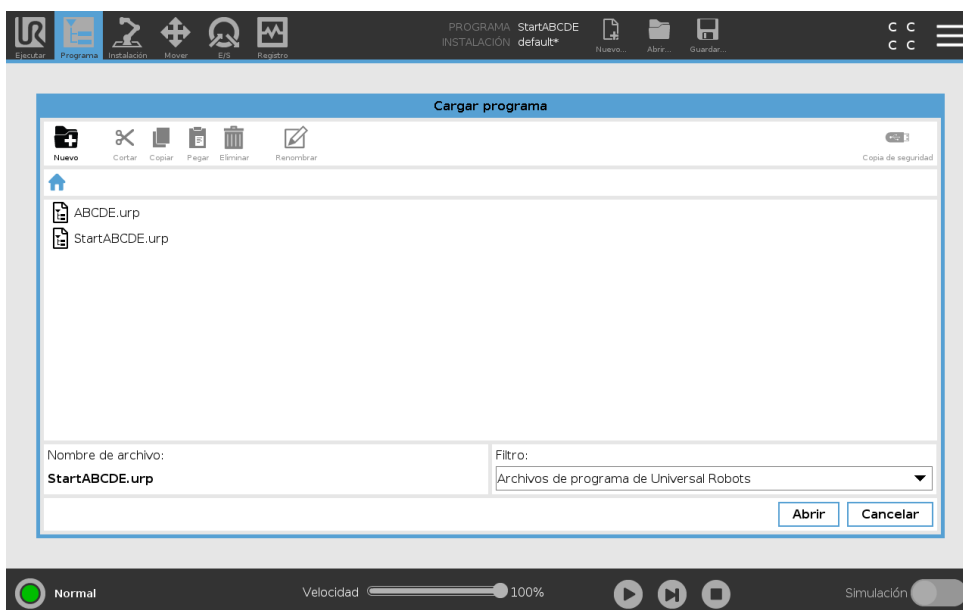 UR
PROGRAMA StartABCDE
INSTALACIÓN default*
C C
C C
Ejecutar Programa Instalación Mover E/S Registro Nuevo... Abrir... Guardar...
Cargar programa
Nuevo Cortar Copiar Pegar Eliminar Renombrar Copia de seguridad
ABCDE.urp
StartABCDE.urp
Nombre de archivo: Filtro:
StartABCDE.urp Archivos de programa de Universal Robots
Abrir Cancelar
Normal Velocidad 100% Simulación